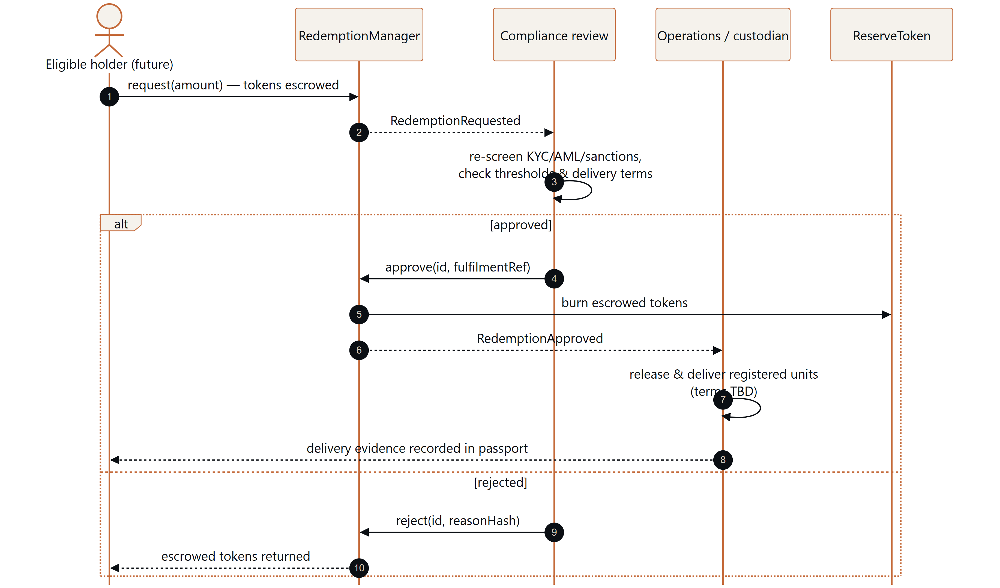 Eligible holder (future)
RedemptionManager
Compliance review
Operations / custodian
ReserveToken
request(amount) — tokens escrowed
1
RedemptionRequested
2
re-screen KYC/AML/sanctions,
check thresholds & delivery terms
3
alt
[approved]
approve(id, fulfilmentRef)
4
burn escrowed tokens
5
RedemptionApproved
6
release & deliver registered units
(terms TBD)
7
delivery evidence recorded in passport
8
[rejected]
reject(id, reasonHash)
9
escrowed tokens returned
10